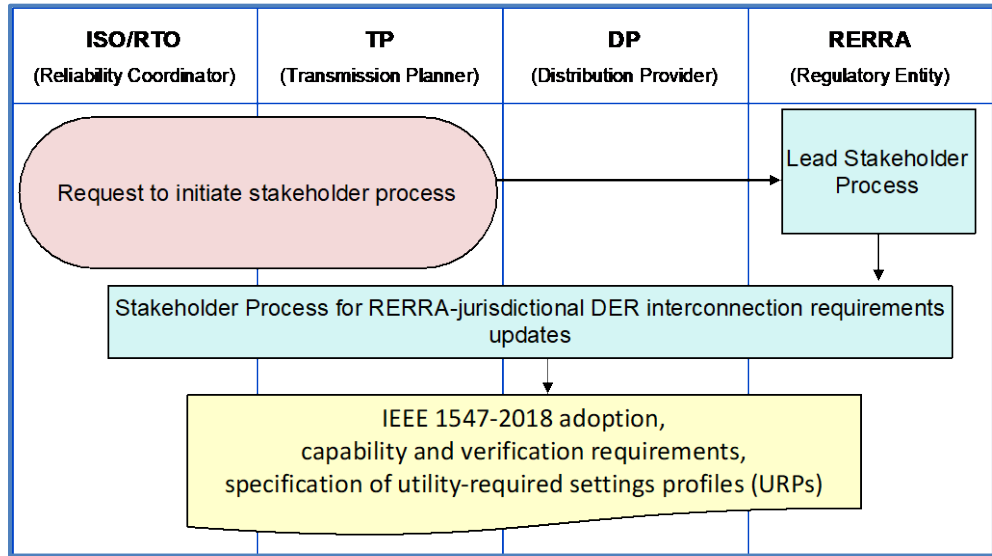 ISO/RTO
(Reliability Coordinator)
TP
(Transmission Planner)
DP
(Distribution Provider)
RERRA
(Regulatory Entity)
Request to initiate stakeholder process
Lead Stakeholder
Process
Stakeholder Process for RERRA-jurisdictional DER interconnection requirements
updates
IEEE 1547-2018 adoption,
capability and verification requirements,
specification of utility-required settings profiles (URPs)